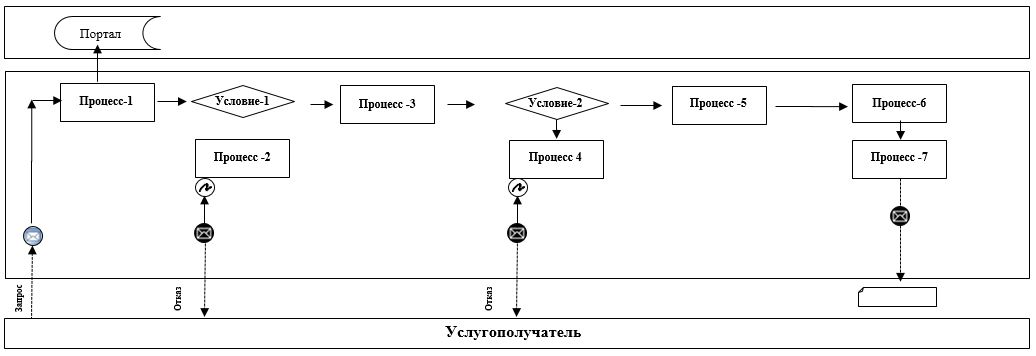 Портал
Процесс-1
Условие-1
Процесс -3
Условие-2
Процесс -5
Процесс-6
Процесс -2
Процесс 4
Процесс -7
Запрос
Отказ
Отказ
Услугополучатель